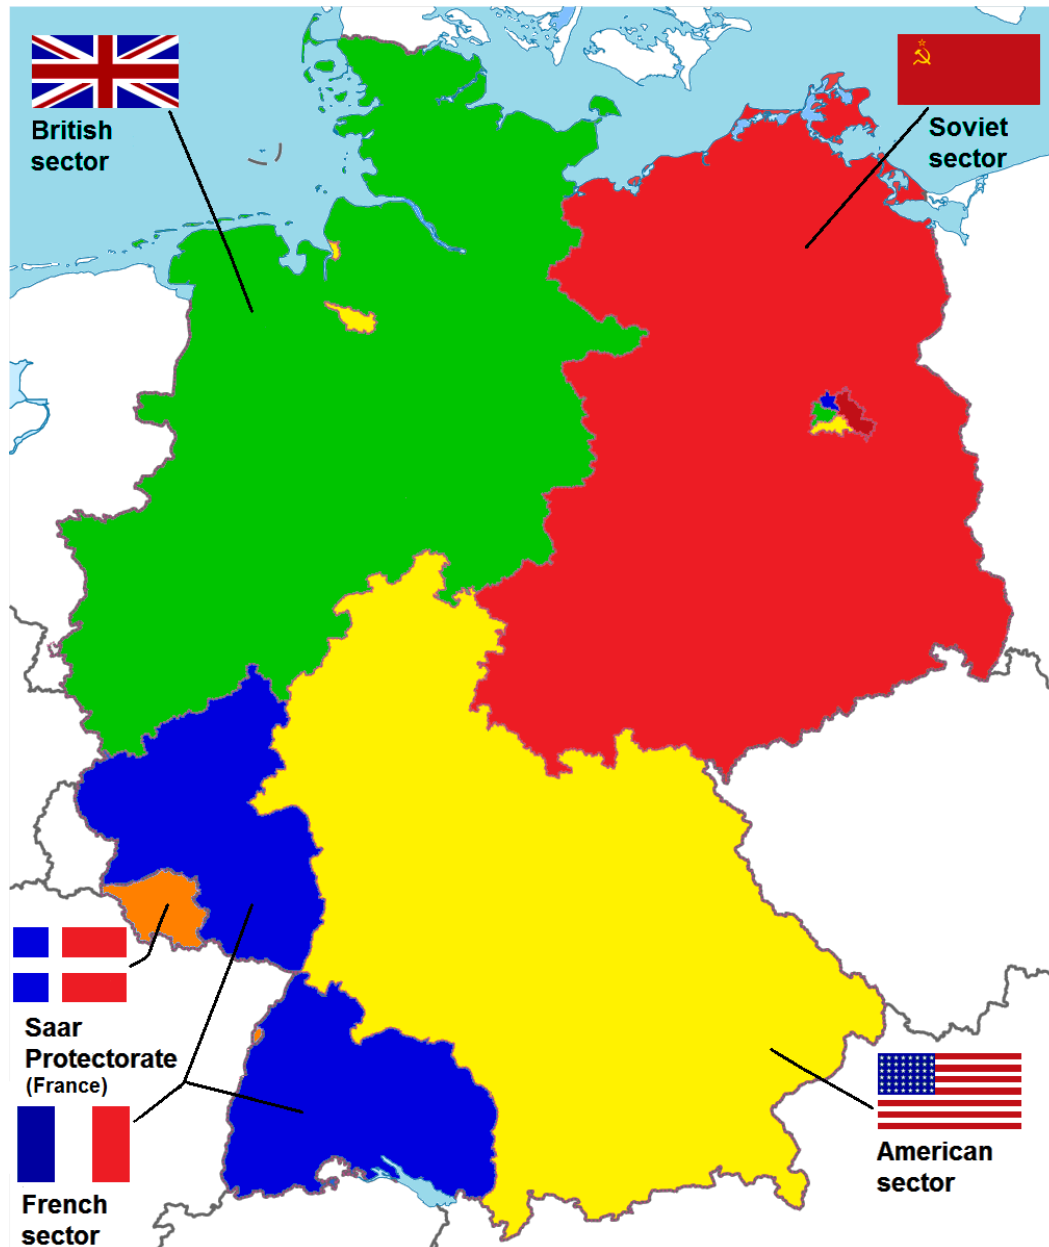 British
sector
Soviet
sector
Saar
Protectorate
(France)
French
sector
American
sector